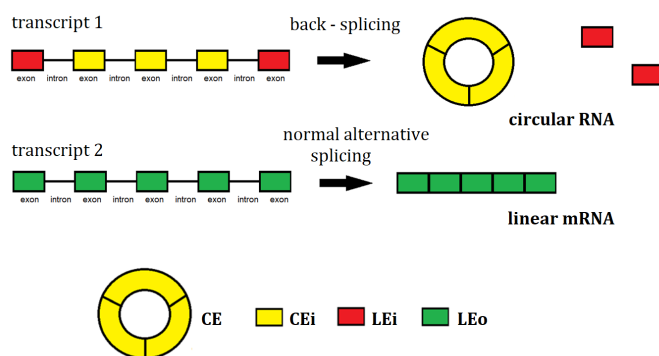 transcript 1
back - splicing
exon intron exon intron exon intron exon intron exon
circular RNA
transcript 2
normal alternative
splicing
exon intron exon intron exon intron exon intron exon
linear mRNA
CE CEi LEi LEo